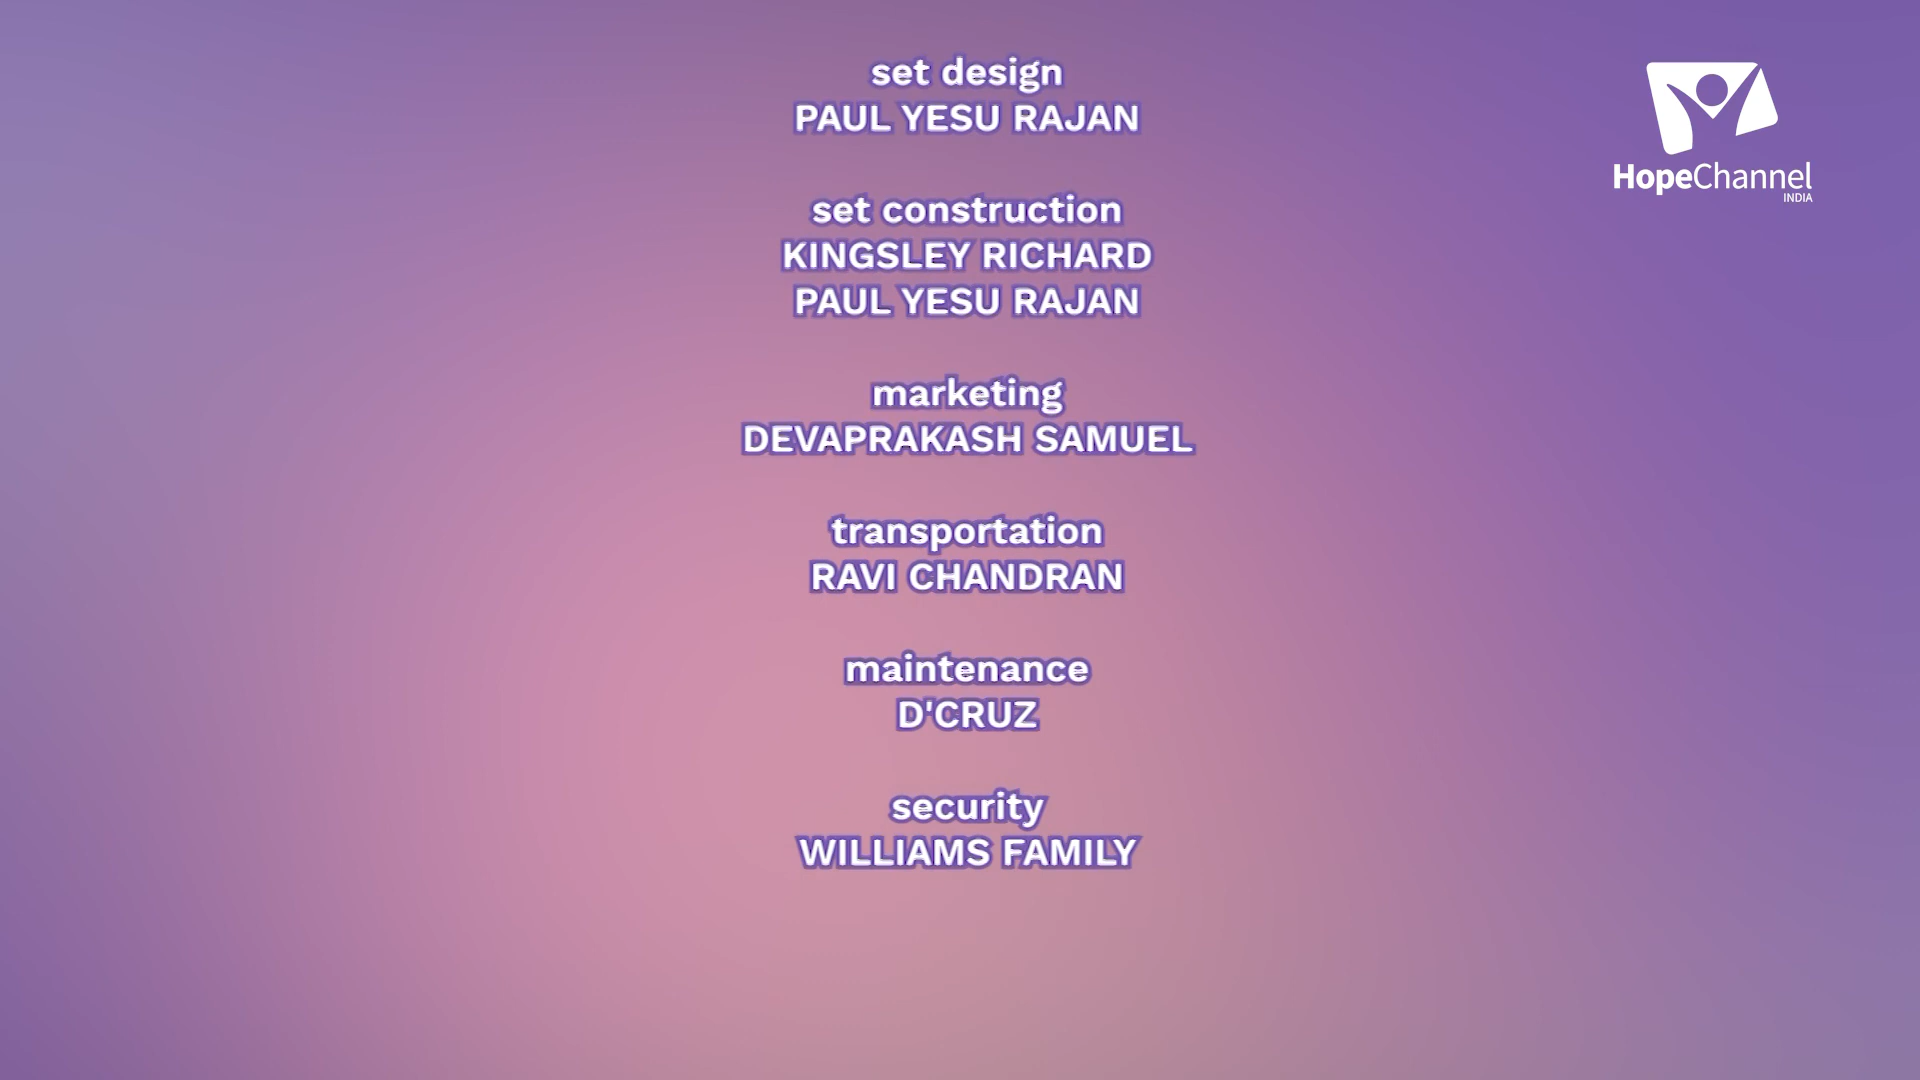 set design
PAUL YESU RAJAN
set construction
KINGSLEY RICHARD
PAUL YESU RAJAN
marketing
DEVAPRAKASH SAMUEL
transportation
RAVI CHANDRAN
maintenance
D'CRUZ
security
WILLIAMS FAMILY
HopeChannel
INDIA